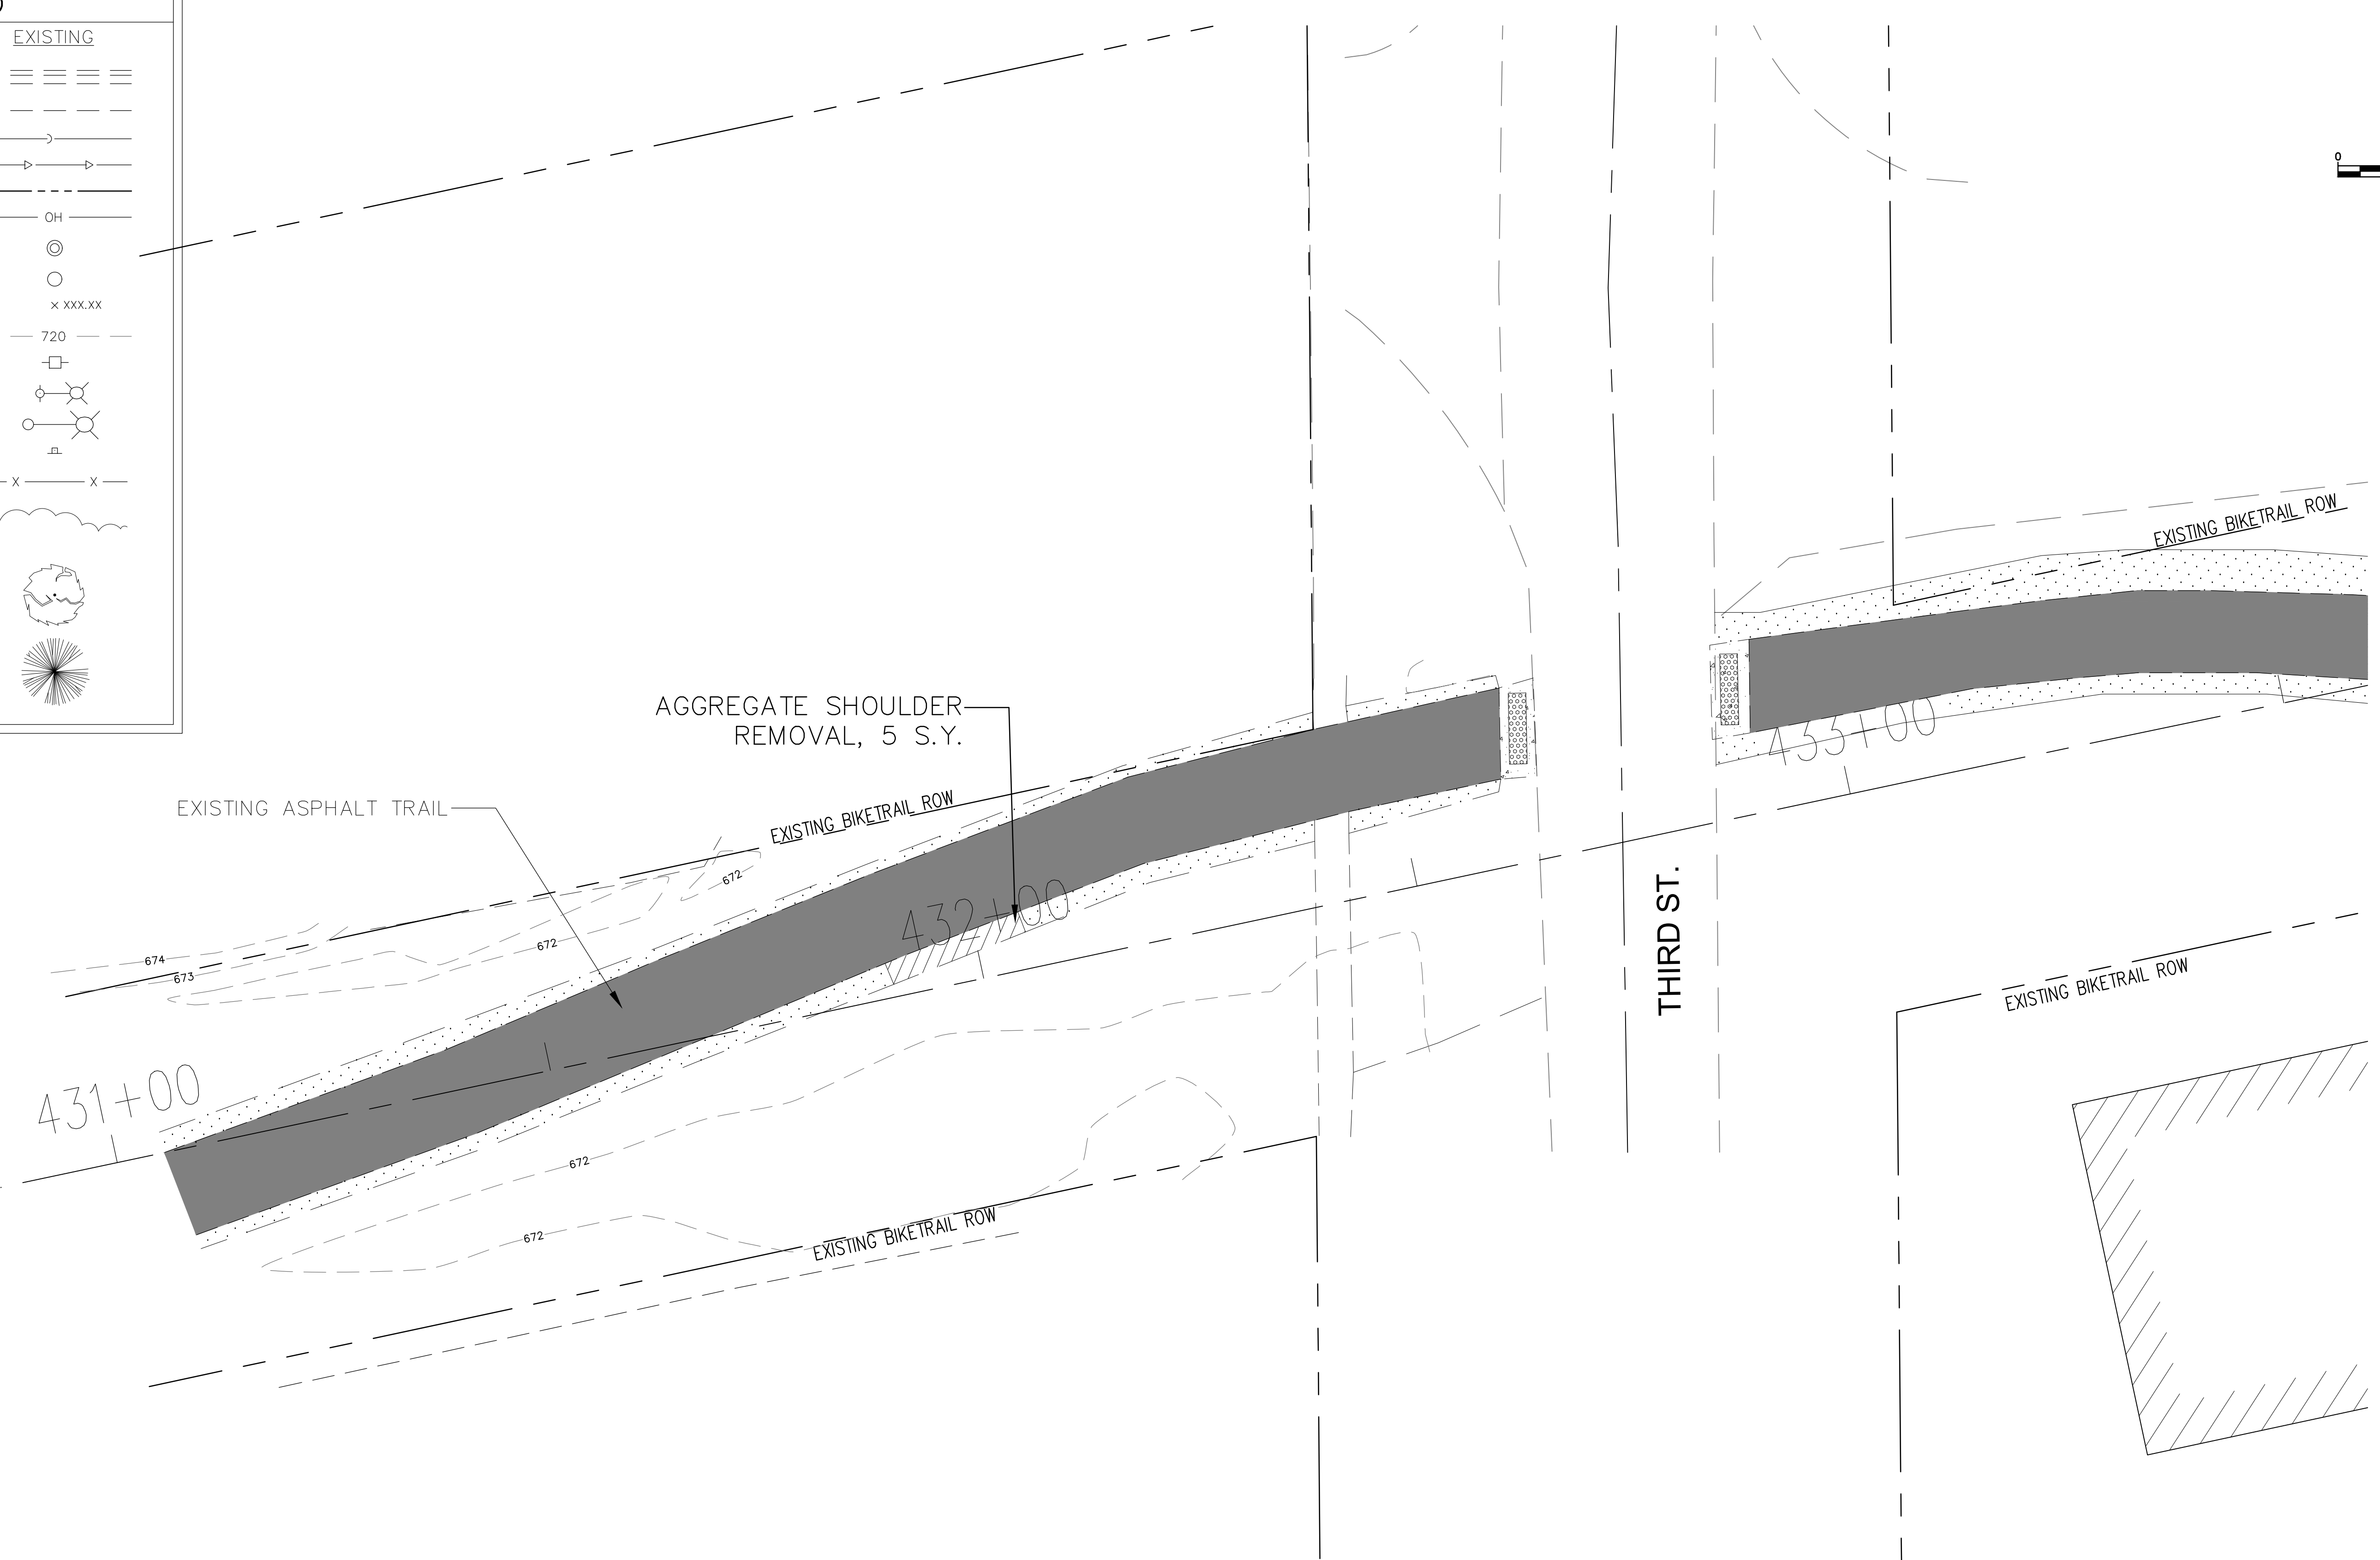 EXISTING
OH
× XXX.XX
720
X X
0
EXISTING BIKETRAIL ROW
AGGREGATE SHOULDER
REMOVAL, 5 S.Y.
433+00
EXISTING ASPHALT TRAIL
EXISTING BIKETRAIL ROW
672
432+00
672
674
673
THIRD ST.
EXISTING BIKETRAIL ROW
431+00
672
672
EXISTING BIKETRAIL ROW